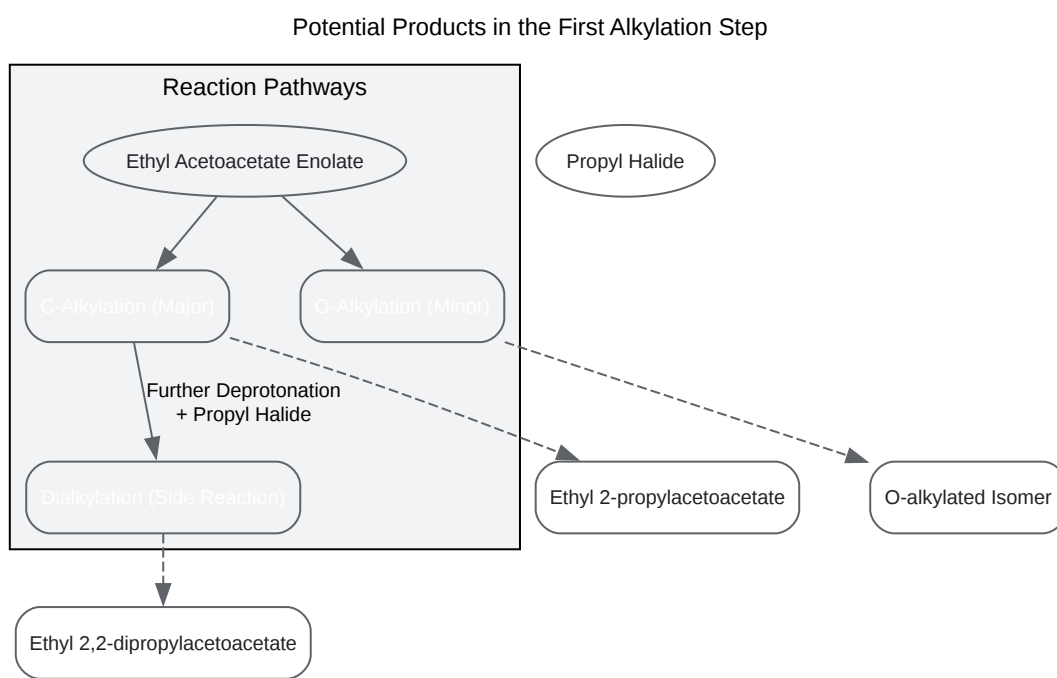 Potential Products in the First Alkylation Step
Reaction Pathways
Ethyl Acetoacetate Enolate
Propyl Halide
C-Alkylation (Major)
O-Alkylation (Minor)
Further Deprotonation
+ Propyl Halide
Dialkylation (Side Reaction)
Ethyl 2-propylacetoacetate
O-alkylated Isomer
Ethyl 2,2-dipropylacetoacetate